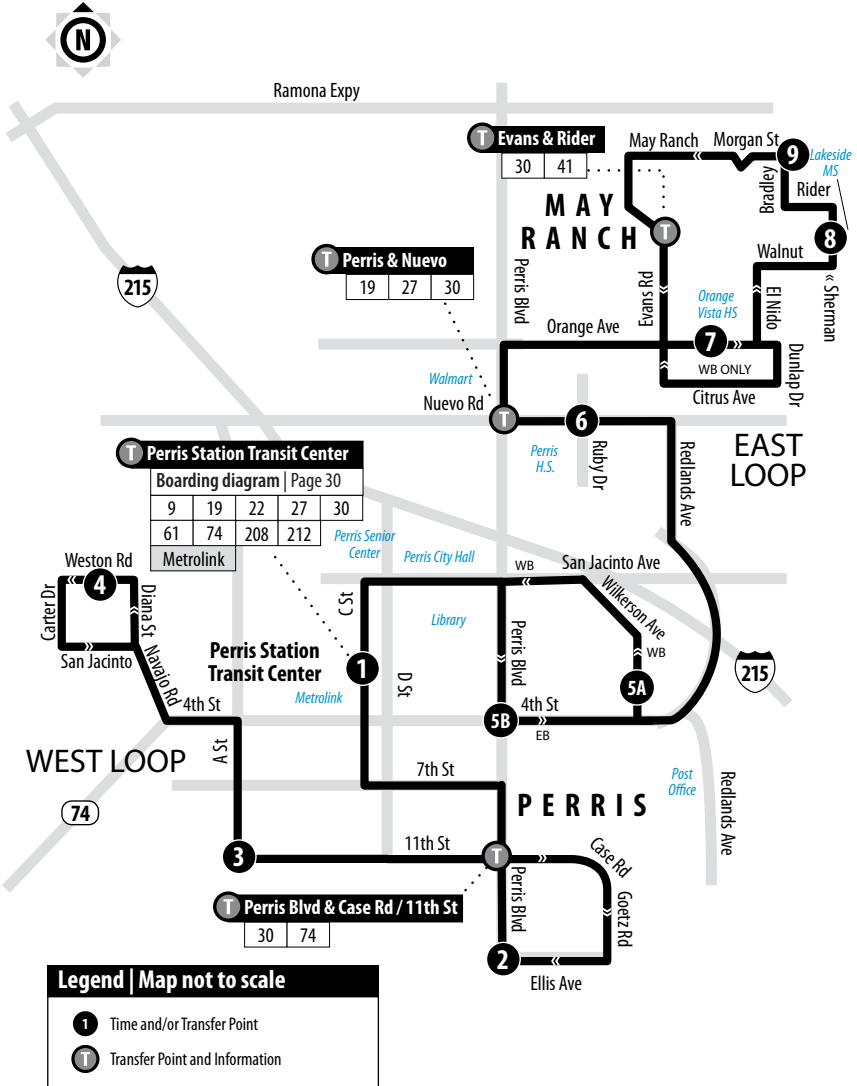 N
Ramona Expy
T Evans & Rider
30 41
May Ranch
Morgan St
9
Lakeside
MS
Bradley
Rider
MAY
RANCH
T
8
Walnut
« Sherman
T Perris & Nuevo
19 27 30
215
Perris Blvd
Evans Rd
Orange
Vista HS
El Nido
Orange Ave
7
Dunlap Dr
WB ONLY
Citrus Ave
Walmart
Nuevo Rd
T
6
Perris
H.S.
Ruby Dr
Redlands Ave
EAST
LOOP
T Perris Station Transit Center
Boarding diagram | Page 30
9 19 22 27 30
61 74 208 212
Metrolink
Perris Senior
Center
Perris City Hall
WB
San Jacinto Ave
Wilkerson Ave
WB
Weston Rd
4
Carter Dr
Diana St
San Jacinto
Navajo Rd
C St
Library
Perris Blvd
Perris Station
Transit Center
1
Metrolink
D St
5A
215
4th St
5B
4th St
EB
A St
WEST LOOP
7th St
Post
Office
Redlands Ave
74
PERRIS
3
11th St
T
Case Rd
Perris Blvd
Goetz Rd
T Perris Blvd & Case Rd / 11th St
30 74
2
Ellis Ave
Legend | Map not to scale
1 Time and/or Transfer Point
T Transfer Point and Information